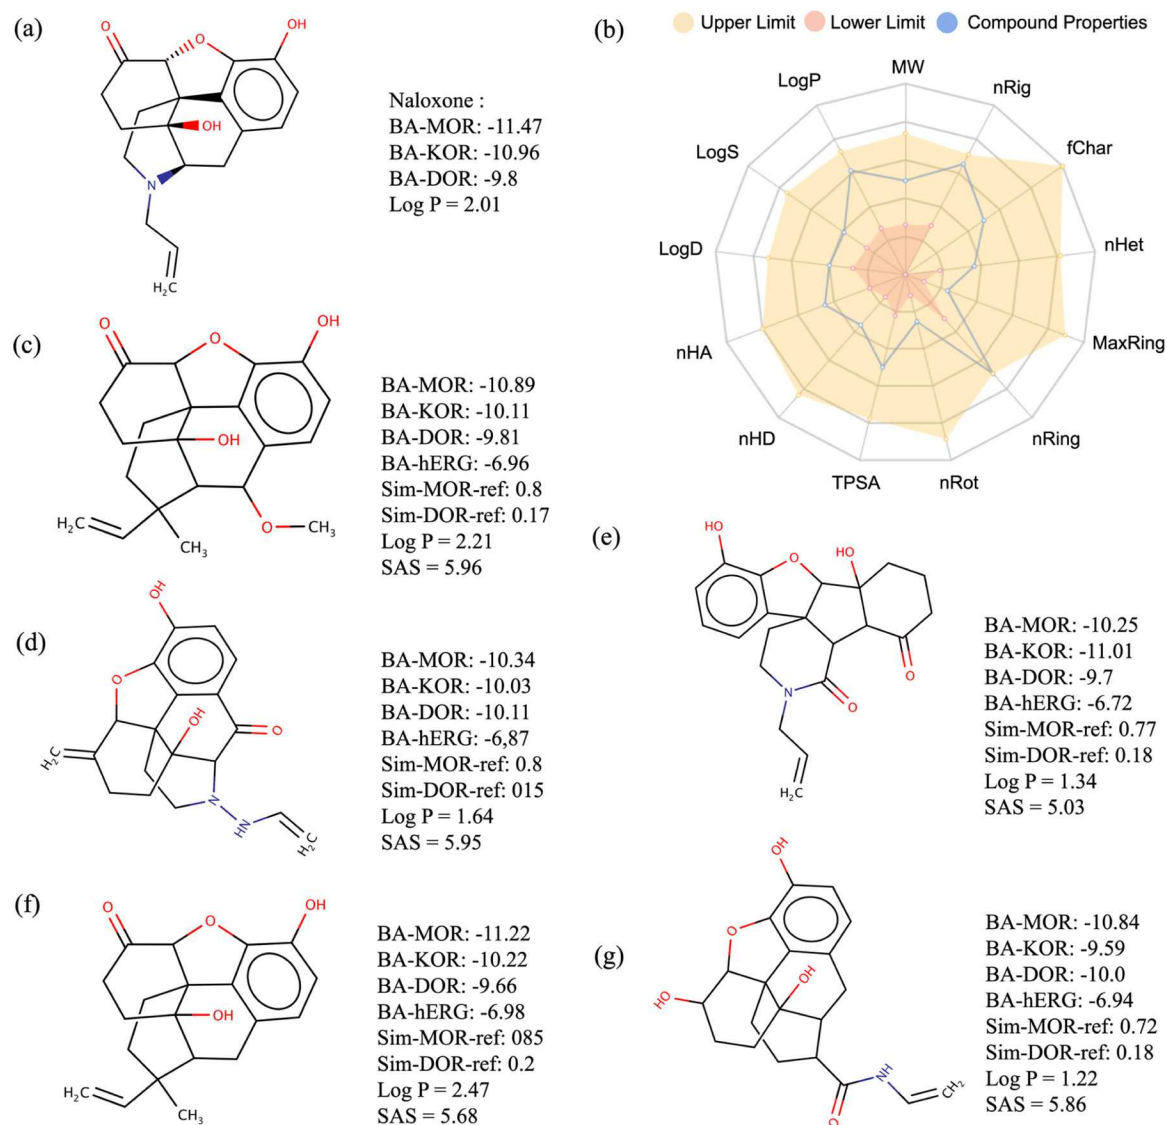 (a)
O
O
OH
OH
N
H₂C
Naloxone :
BA-MOR: -11.47
BA-KOR: -10.96
BA-DOR: -9.8
Log P = 2.01
(b)
Upper Limit
Lower Limit
Compound Properties
MW
nRig
fChar
nHet
MaxRing
nRing
nRot
TPSA
nHD
nHA
LogD
LogS
LogP
(c)
O
O
OH
OH
H₂C
CH₃
O
CH₃
BA-MOR: -10.89
BA-KOR: -10.11
BA-DOR: -9.81
BA-hERG: -6.96
Sim-MOR-ref: 0.8
Sim-DOR-ref: 0.17
Log P = 2.21
SAS = 5.96
(d)
OH
O
OH
O
H₂C
N
HN
H₂C
BA-MOR: -10.34
BA-KOR: -10.03
BA-DOR: -10.11
BA-hERG: -6,87
Sim-MOR-ref: 0.8
Sim-DOR-ref: 015
Log P = 1.64
SAS = 5.95
(e)
HO
O
HO
O
N
O
H₂C
BA-MOR: -10.25
BA-KOR: -11.01
BA-DOR: -9.7
BA-hERG: -6.72
Sim-MOR-ref: 0.77
Sim-DOR-ref: 0.18
Log P = 1.34
SAS = 5.03
(f)
O
O
OH
OH
H₂C
CH₃
BA-MOR: -11.22
BA-KOR: -10.22
BA-DOR: -9.66
BA-hERG: -6.98
Sim-MOR-ref: 085
Sim-DOR-ref: 0.2
Log P = 2.47
SAS = 5.68
(g)
OH
O
OH
HO
NH
CH₂
O
BA-MOR: -10.84
BA-KOR: -9.59
BA-DOR: -10.0
BA-hERG: -6.94
Sim-MOR-ref: 0.72
Sim-DOR-ref: 0.18
Log P = 1.22
SAS = 5.86